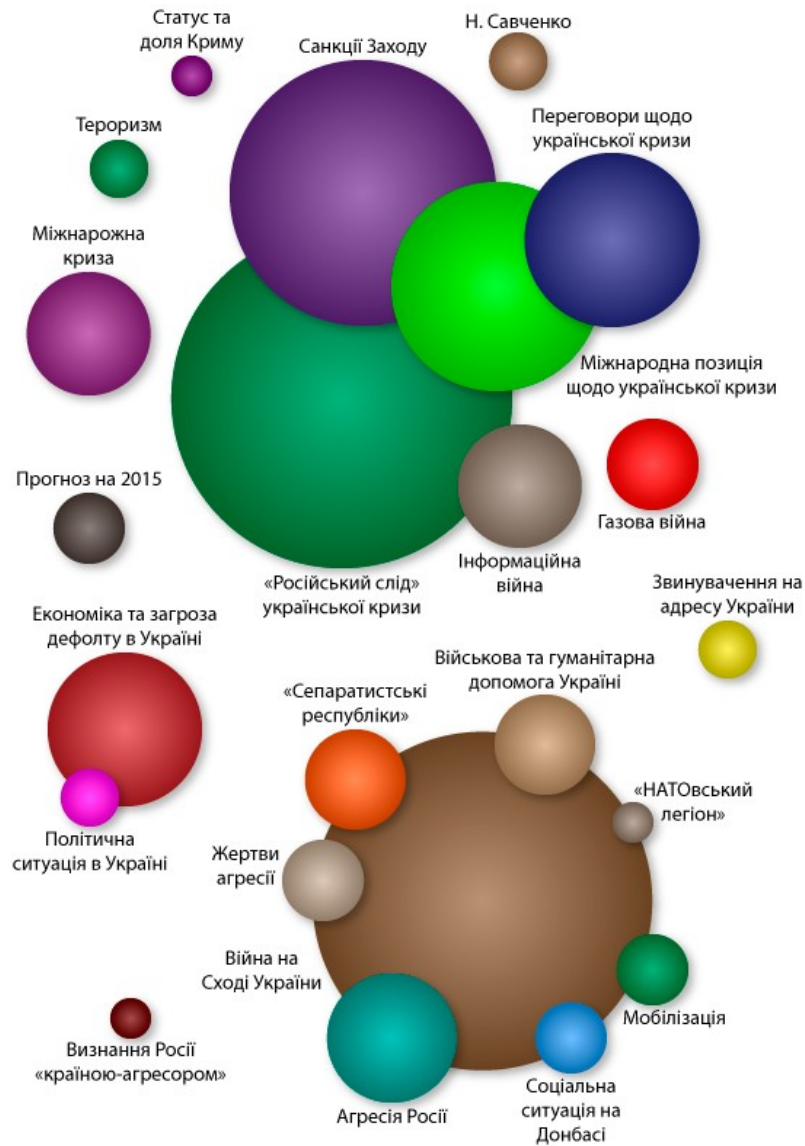 Статус та
доля Криму
Санкції Заходу
Н. Савченко
Тероризм
Переговори щодо
української кризи
Міжнарожна
криза
Міжнародна позиція
щодо української кризи
Прогноз на 2015
Газова війна
Інформаційна
війна
«Російський слід»
української кризи
Звинувачення на
адресу України
Економіка та загроза
дефолту в Україні
Військова та гуманітарна
допомога Україні
«Сепаратистські
республіки»
«НАТОвський
легіон»
Політична
ситуація в Україні
Жертви
агресії
Війна на
Сході України
Мобілізація
Визнання Росії
«країною-агресором»
Агресія Росії
Соціальна
ситуація на
Донбасі